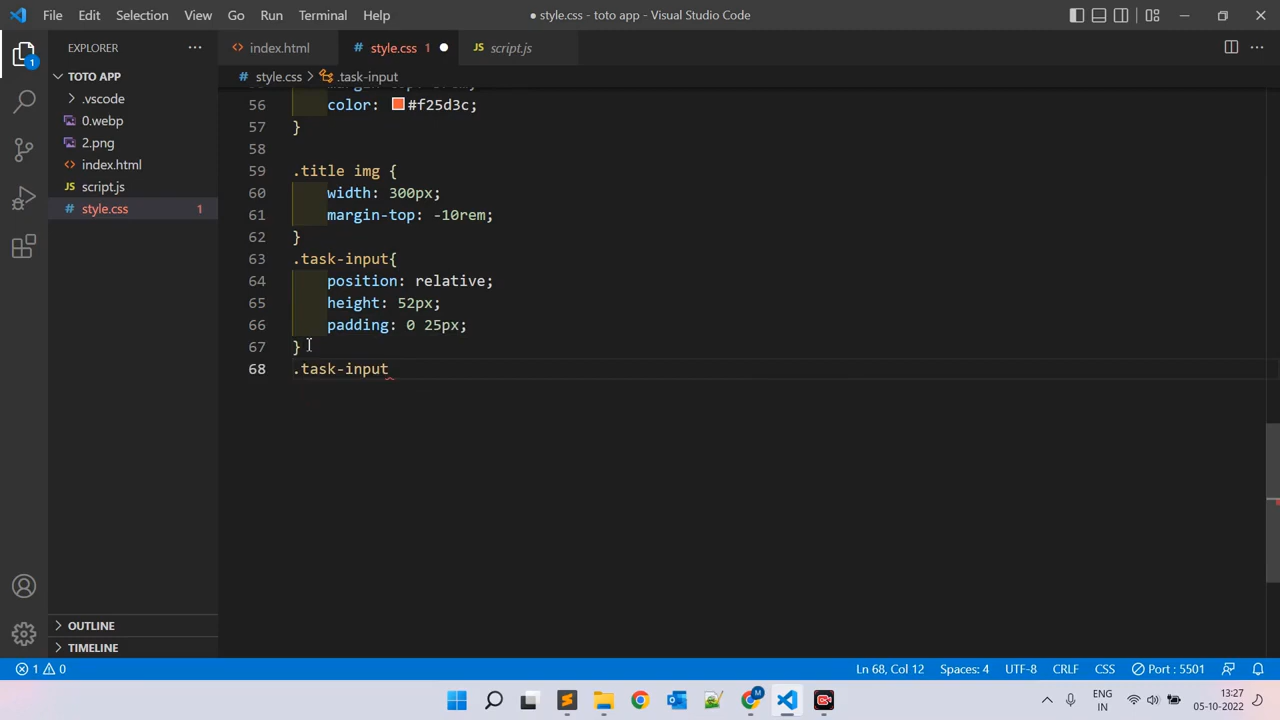 File Edit Selection View Go Run Terminal Help
● style.css - toto app - Visual Studio Code
EXPLORER
TOTO APP
.vscode
0.webp
2.png
index.html
script.js
style.css 1
OUTLINE
TIMELINE
1
index.html
style.css 1
script.js
style.css > .task-input
56 color: #f25d3c;
57 }
58
59 .title img {
60 width: 300px;
61 margin-top: -10rem;
62 }
63 .task-input{
64 position: relative;
65 height: 52px;
66 padding: 0 25px;
67 }
68 .task-input
1 0
Ln 68, Col 12 Spaces: 4 UTF-8 CRLF CSS Port : 5501
M
ENG
IN
13:27
05-10-2022